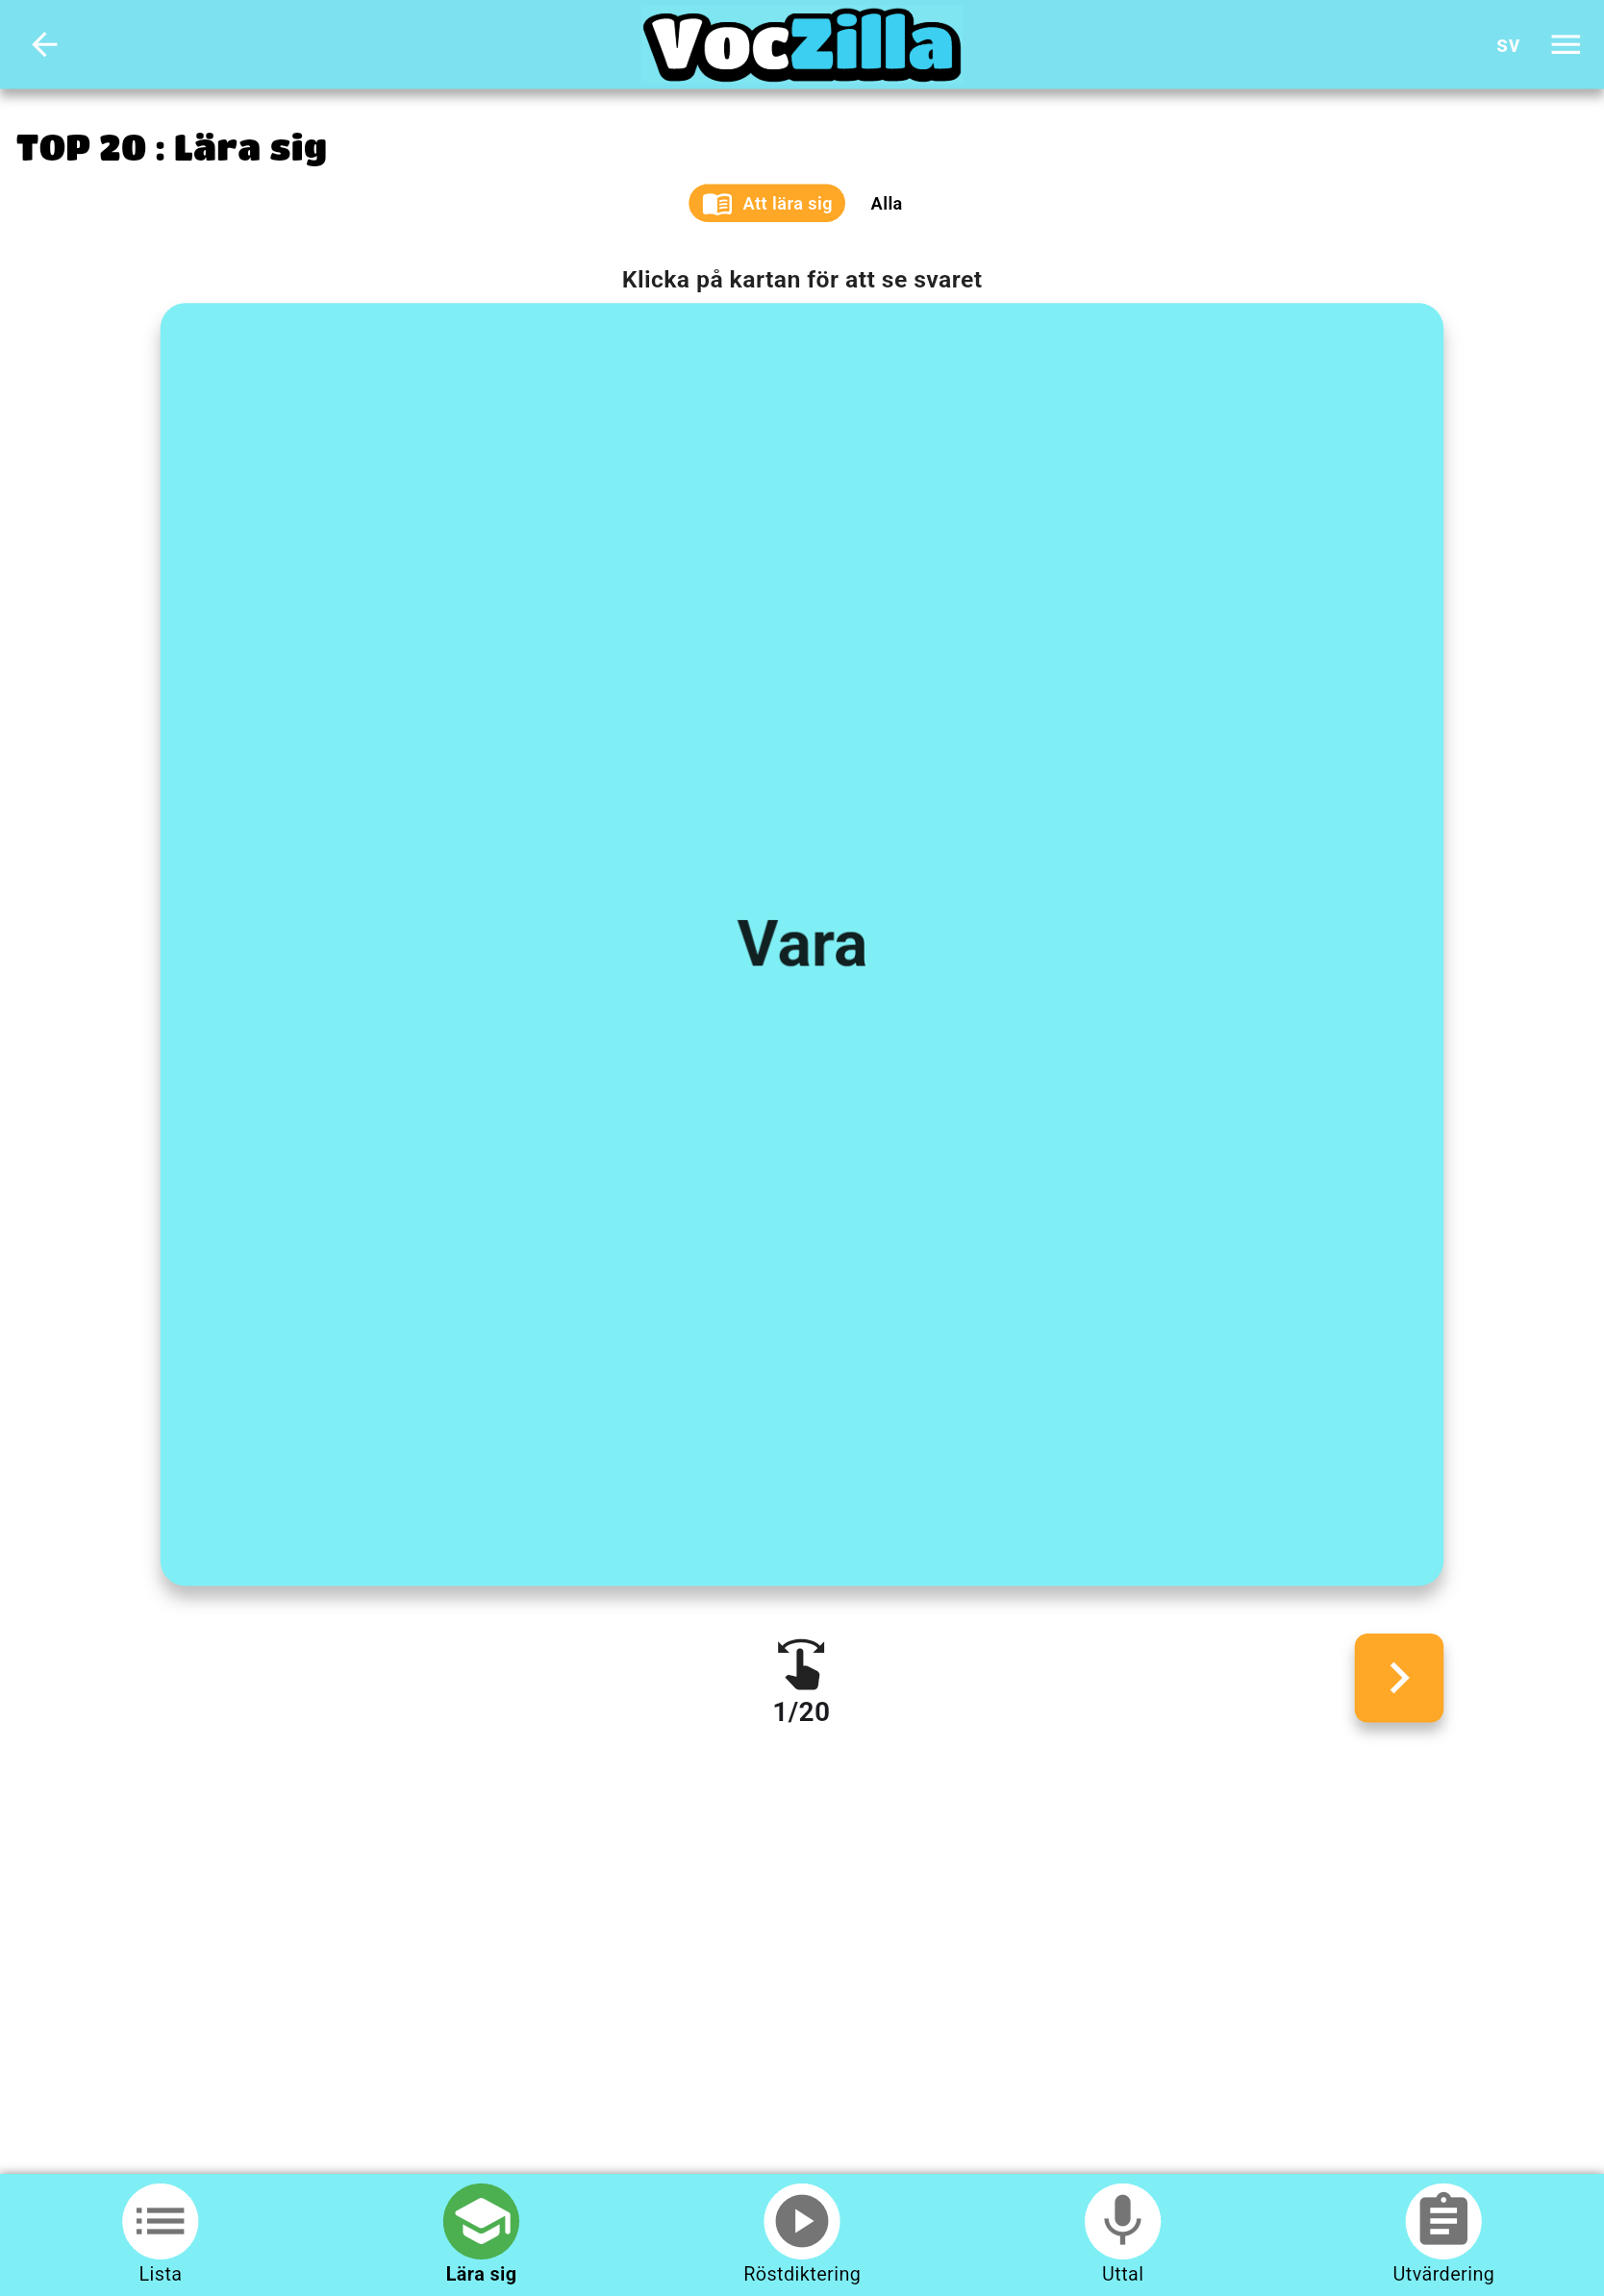 VocZilla
sv
TOP 20 : Lära sig
Att lära sig
Alla
Klicka på kartan för att se svaret
Vara
1/20
Lista
Lära sig
Röstdiktering
Uttal
Utvärdering